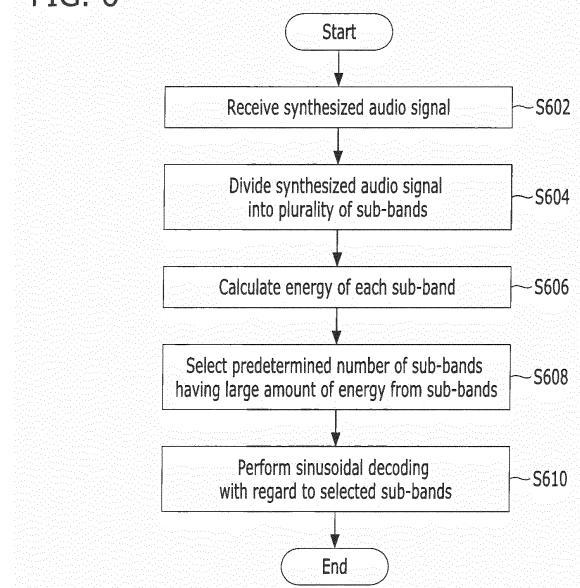 FIG. 6
Start
Receive synthesized audio signal
S602
Divide synthesized audio signal
into plurality of sub-bands
S604
Calculate energy of each sub-band
S606
Select predetermined number of sub-bands
having large amount of energy from sub-bands
S608
Perform sinusoidal decoding
with regard to selected sub-bands
S610
End